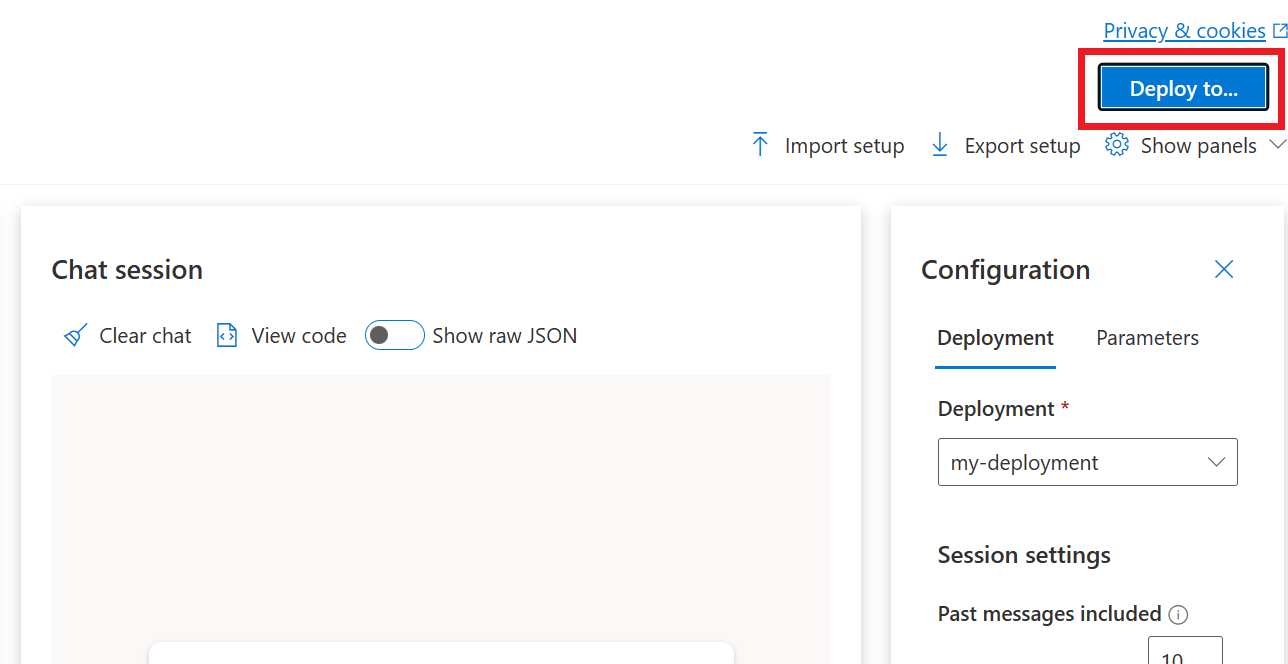 Privacy & cookies
Deploy to...
Import setup Export setup Show panels
Chat session
Clear chat View code Show raw JSON
Configuration
Deployment Parameters
Deployment *
my-deployment
Session settings
Past messages included
10